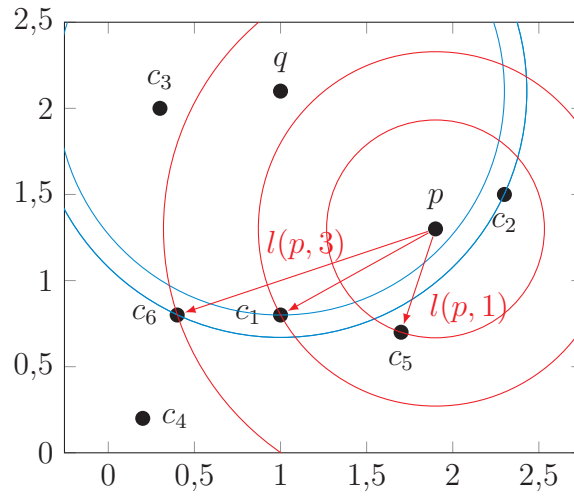 2,5
q
c₃
2
1,5
p
c₂
l(p, 3)
1
l(p, 1)
c₆
c₁
0,5
c₅
c₄
0
0 0,5 1 1,5 2 2,5